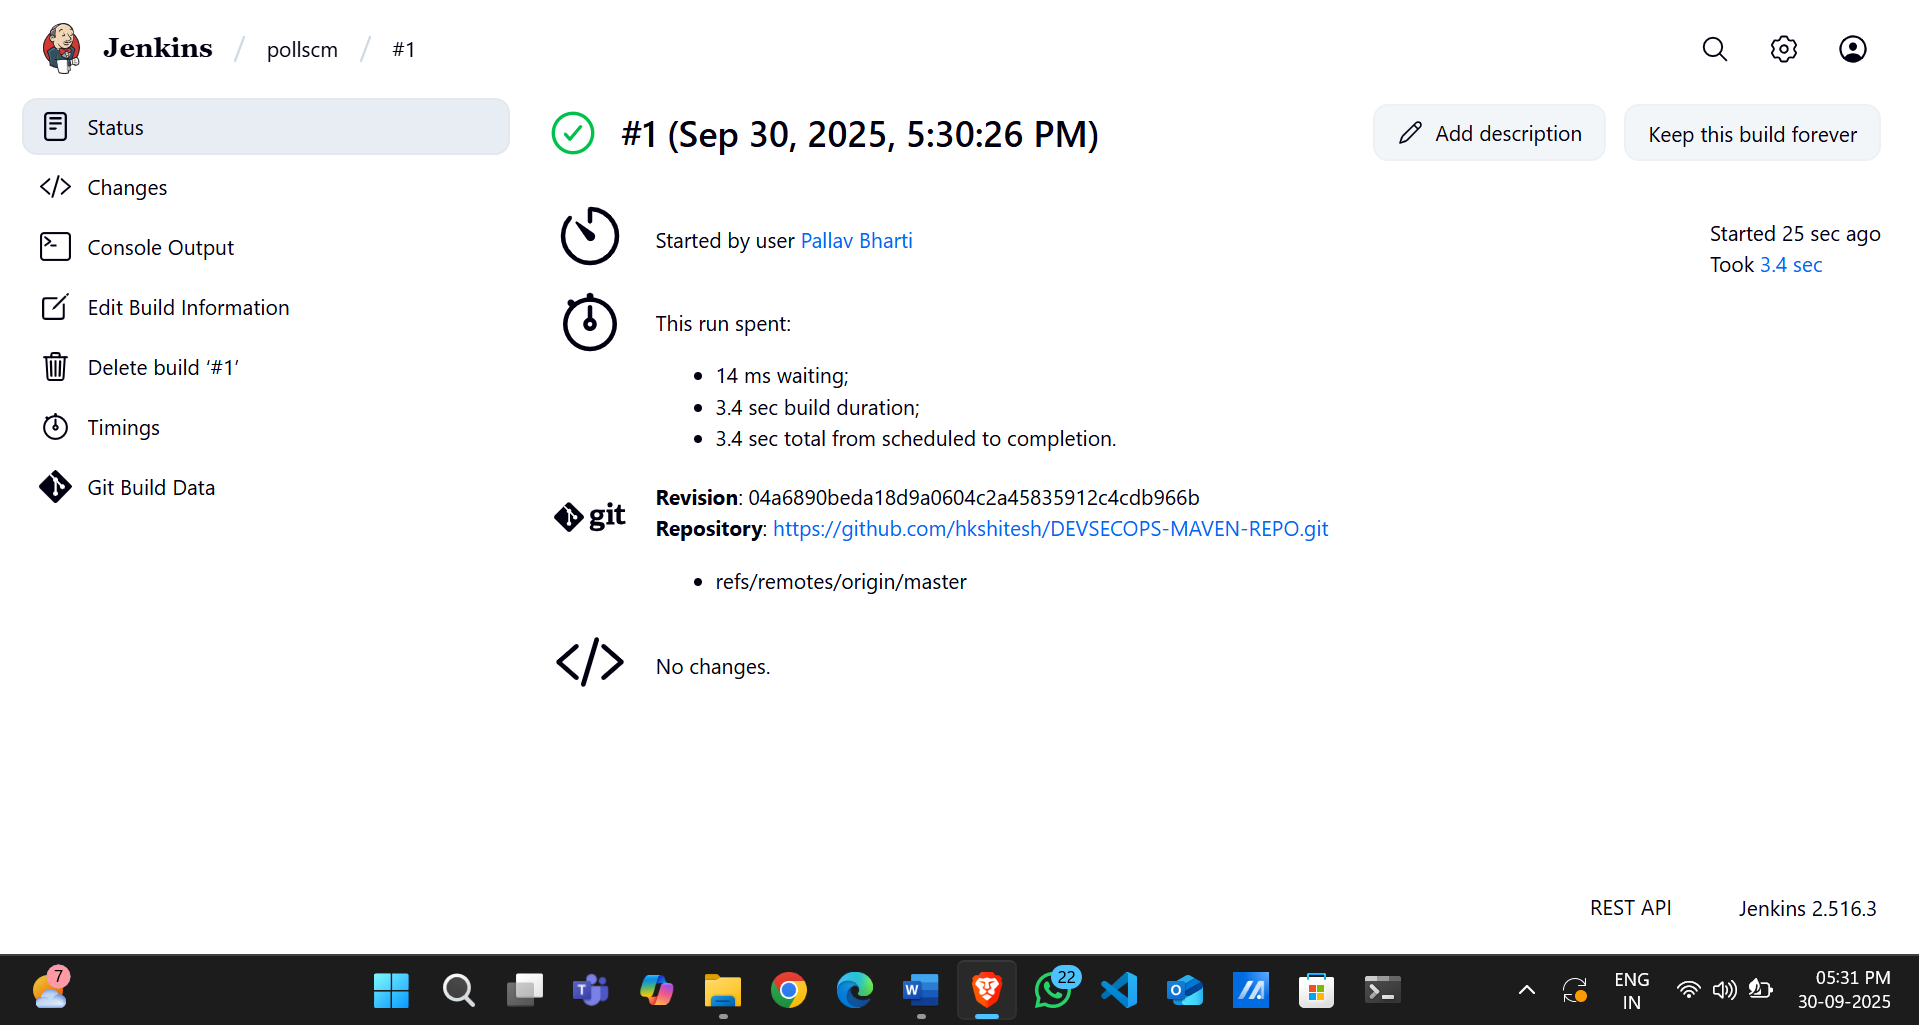 Jenkins / pollscm / #1
Status
Changes
Console Output
Edit Build Information
Delete build ‘#1’
Timings
Git Build Data
#1 (Sep 30, 2025, 5:30:26 PM)
Add description
Keep this build forever
Started by user Pallav Bharti
Started 25 sec ago
Took 3.4 sec
This run spent:
• 14 ms waiting;
• 3.4 sec build duration;
• 3.4 sec total from scheduled to completion.
git
Revision: 04a6890beda18d9a0604c2a45835912c4cdb966b
Repository: https://github.com/hkshitesh/DEVSECOPS-MAVEN-REPO.git
• refs/remotes/origin/master
No changes.
REST API
Jenkins 2.516.3
7
22
ENG
IN
05:31 PM
30-09-2025